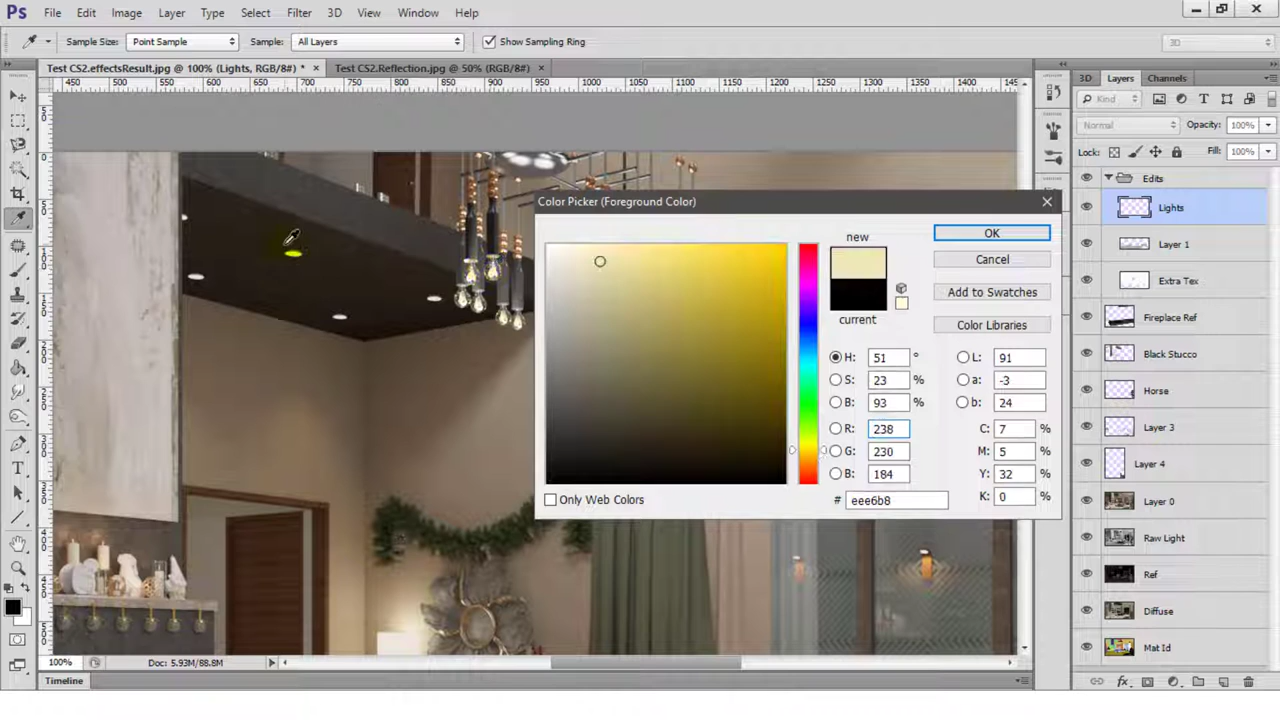 Ps File Edit Image Layer Type Select Filter 3D View Window Help
Sample Size: Point Sample Sample: All Layers Show Sampling Ring 3D
Test CS2.effectsResult.jpg @ 100% (Lights, RGB/8#) * × Test CS2.Reflection.jpg @ 50% (RGB/8#) ×
3D Layers Channels
450 500 550 600 650 700 750 800 850 900 950 1000 1050 1100 1150 1200 1250 1300 1350 1400
Kind
Normal Opacity: 100%
Lock: Fill: 100%
Edits
Lights
Layer 1
Extra Tex
Fireplace Ref
Black Stucco
Horse
Layer 3
Layer 4
Layer 0
Raw Light
Ref
Diffuse
Mat Id
Color Picker (Foreground Color)
new
current
OK
Cancel
Add to Swatches
Color Libraries
H: 51 °
S: 23 %
B: 93 %
R: 238
G: 230
B: 184
L: 91
a: -3
b: 24
C: 7 %
M: 5 %
Y: 32 %
K: 0 %
Only Web Colors
# eee6b8
100% Doc: 5.93M/88.8M
Timeline